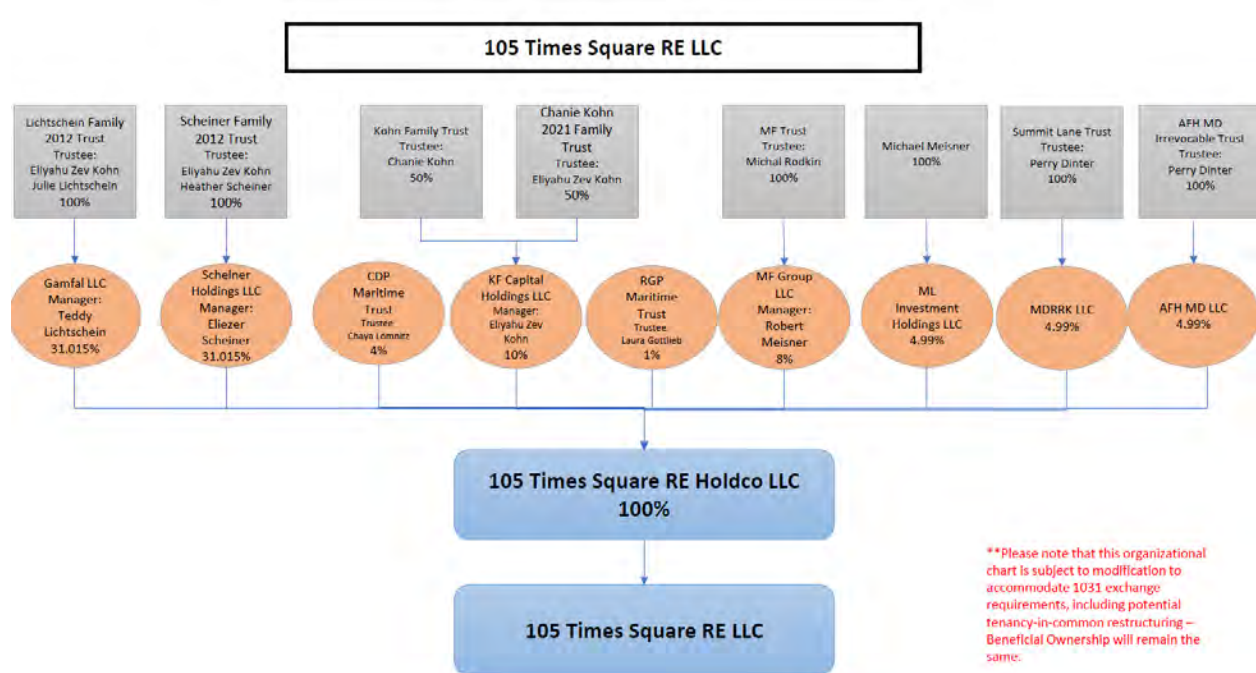 105 Times Square RE LLC
Lichtschein Family
2012 Trust
Trustee:
Eliyahu Zev Kohn
Julie Lichtschein
100%
Scheiner Family
2012 Trust
Trustee:
Eliyahu Zev Kohn
Heather Scheiner
100%
Kohn Family Trust
Trustee:
Chanie Kohn
50%
Chanie Kohn
2021 Family
Trust
Trustee:
Eliyahu Zev Kohn
50%
MF Trust
Trustee:
Michal Rodkin
100%
Michael Meisner
100%
Summit Lane Trust
Trustee:
Perry Dinter
100%
AFH MD
Irrevocable Trust
Trustee:
Perry Dinter
100%
Gamfal LLC
Manager:
Teddy
Lichtschein
31.015%
Scheiner
Holdings LLC
Manager:
Eliezer
Scheiner
31.015%
CDP
Maritime
Trust
Trustee:
Chaya Lomnitz
4%
KF Capital
Holdings LLC
Manager:
Eliyahu Zev
Kohn
10%
RGP
Maritime
Trust
Trustee:
Laura Gottlieb
1%
MF Group
LLC
Manager:
Robert
Meisner
8%
ML
Investment
Holdings LLC
4.99%
MDRRK LLC
4.99%
AFH MD LLC
4.99%
105 Times Square RE Holdco LLC
100%
105 Times Square RE LLC
**Please note that this organizational
chart is subject to modification to
accommodate 1031 exchange
requirements, including potential
tenancy-in-common restructuring –
Beneficial Ownership will remain the
same.